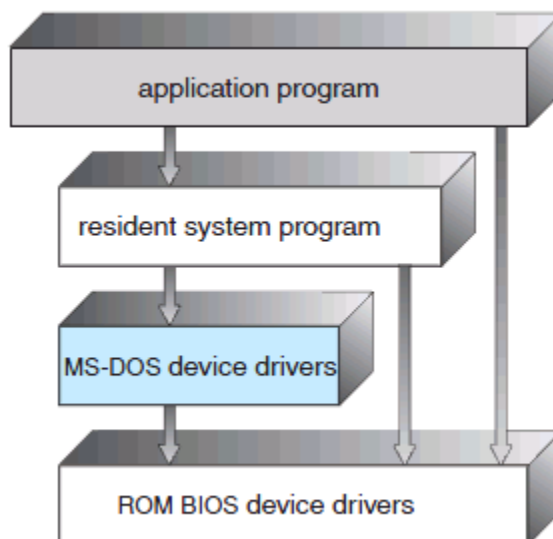 application program
resident system program
MS-DOS device drivers
ROM BIOS device drivers